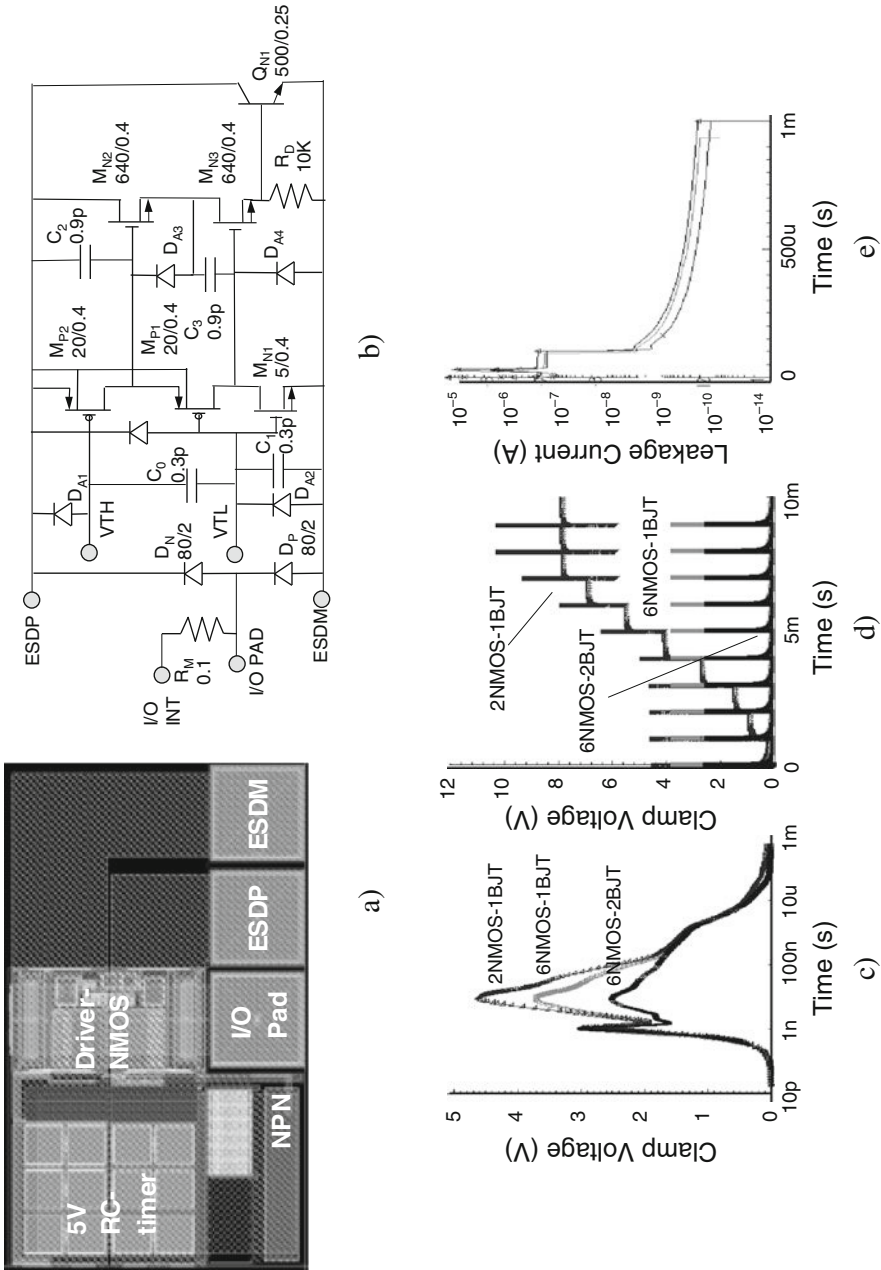 5V
RC-
timer
Driver-
NMOS
NPN
I/O
Pad
ESDP
ESDM
a)
ESDP
VTH
VTL
I/O
INT
R_M
0.1
I/O PAD
ESDM
D_N
80/2
D_P
80/2
D_A1
D_A2
C_0
0.3p
C_1
0.3p
M_P2
20/0.4
M_P1
20/0.4
M_N1
5/0.4
C_2
0.9p
D_A3
C_3
0.9p
D_A4
M_N2
640/0.4
M_N3
640/0.4
R_D
10K
Q_N1
500/0.25
b)
Clamp Voltage (V)
5
4
3
2
1
0
2NMOS-1BJT
6NMOS-1BJT
6NMOS-2BJT
10p
1n
100n
10u
1m
Time (s)
c)
Clamp Voltage (V)
12
10
8
6
4
2
0
2NMOS-1BJT
6NMOS-2BJT
6NMOS-1BJT
0
5m
10m
Time (s)
d)
Leakage Current (A)
10^-5
10^-6
10^-7
10^-8
10^-9
10^-10
10^-14
0
500u
1m
Time (s)
e)